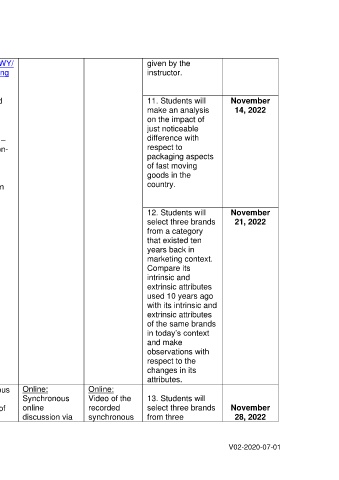 WY/
ng
d
–
on-
n
given by the
instructor.
11. Students will
make an analysis
on the impact of
just noticeable
difference with
respect to
packaging aspects
of fast moving
goods in the
country.
November
14, 2022
12. Students will
select three brands
from a category
that existed ten
years back in
marketing context.
Compare its
intrinsic and
extrinsic attributes
used 10 years ago
with its intrinsic and
extrinsic attributes
of the same brands
in today's context
and make
observations with
respect to the
changes in its
attributes.
November
21, 2022
ous
of
Online:
Synchronous
online
discussion via
Online:
Video of the
recorded
synchronous
13. Students will
select three brands
from three
November
28, 2022
V02-2020-07-01